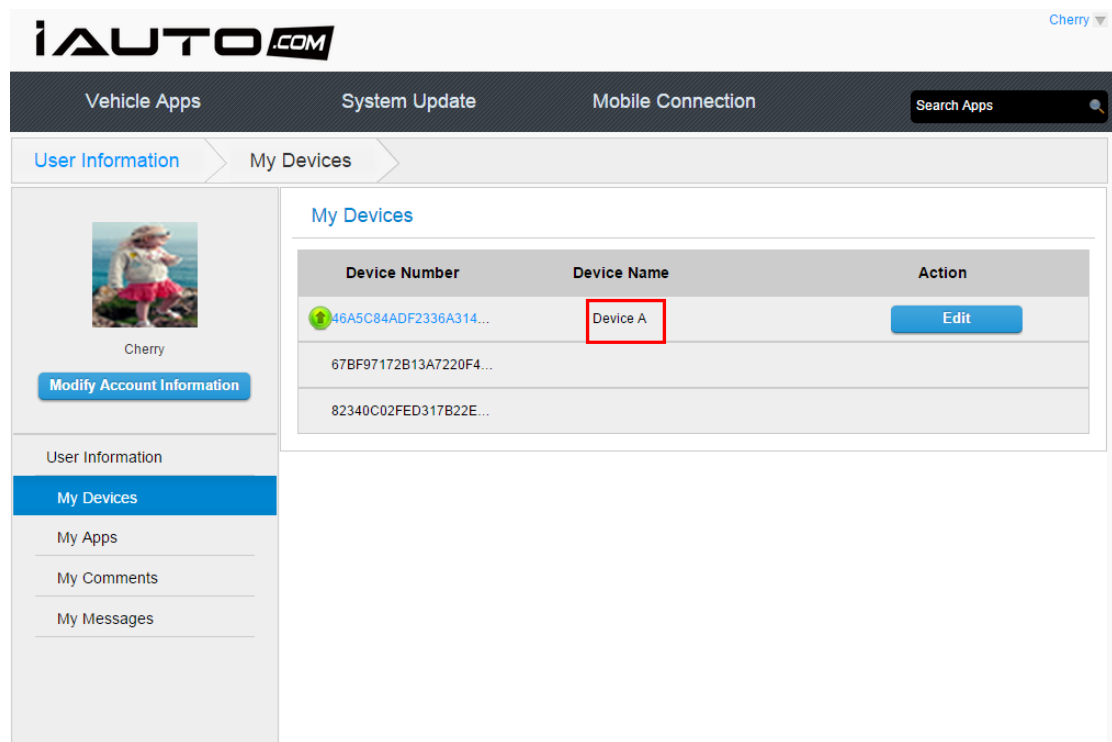 Cherry
iAUTO.COM
Vehicle Apps System Update Mobile Connection Search Apps
User Information My Devices
My Devices
Device Number Device Name Action
46A5C84ADF2336A314... Device A Edit
67BF97172B13A7220F4...
82340C02FED317B22E...
Cherry
Modify Account Information
User Information
My Devices
My Apps
My Comments
My Messages